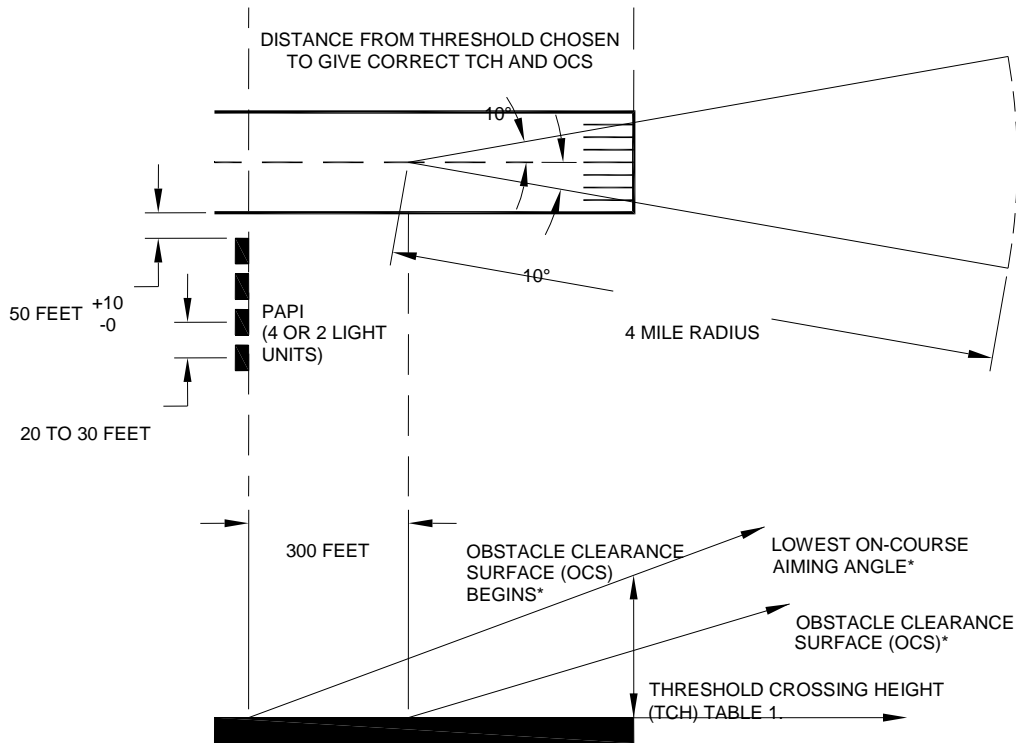 DISTANCE FROM THRESHOLD CHOSEN
TO GIVE CORRECT TCH AND OCS
10°
10°
50 FEET +10
-0
PAPI
(4 OR 2 LIGHT
UNITS)
4 MILE RADIUS
20 TO 30 FEET
300 FEET
OBSTACLE CLEARANCE
SURFACE (OCS)
BEGINS*
LOWEST ON-COURSE
AIMING ANGLE*
OBSTACLE CLEARANCE
SURFACE (OCS)*
THRESHOLD CROSSING HEIGHT
(TCH) TABLE 1.